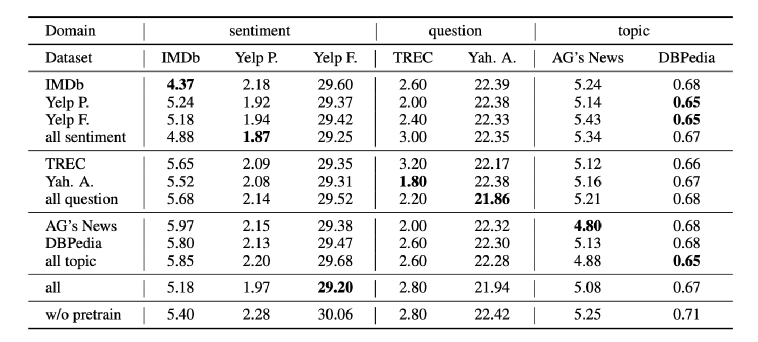 Domain sentiment question topic
Dataset IMDb Yelp P. Yelp F. TREC Yah. A. AG's News DBPedia
IMDb 4.37 2.18 29.60 2.60 22.39 5.24 0.68
Yelp P. 5.24 1.92 29.37 2.00 22.38 5.14 0.65
Yelp F. 5.18 1.94 29.42 2.40 22.33 5.43 0.65
all sentiment 4.88 1.87 29.25 3.00 22.35 5.34 0.67
TREC 5.65 2.09 29.35 3.20 22.17 5.12 0.66
Yah. A. 5.52 2.08 29.31 1.80 22.38 5.16 0.67
all question 5.68 2.14 29.52 2.20 21.86 5.21 0.68
AG's News 5.97 2.15 29.38 2.00 22.32 4.80 0.68
DBPedia 5.80 2.13 29.47 2.60 22.30 5.13 0.68
all topic 5.85 2.20 29.68 2.60 22.28 4.88 0.65
all 5.18 1.97 29.20 2.80 21.94 5.08 0.67
w/o pretrain 5.40 2.28 30.06 2.80 22.42 5.25 0.71